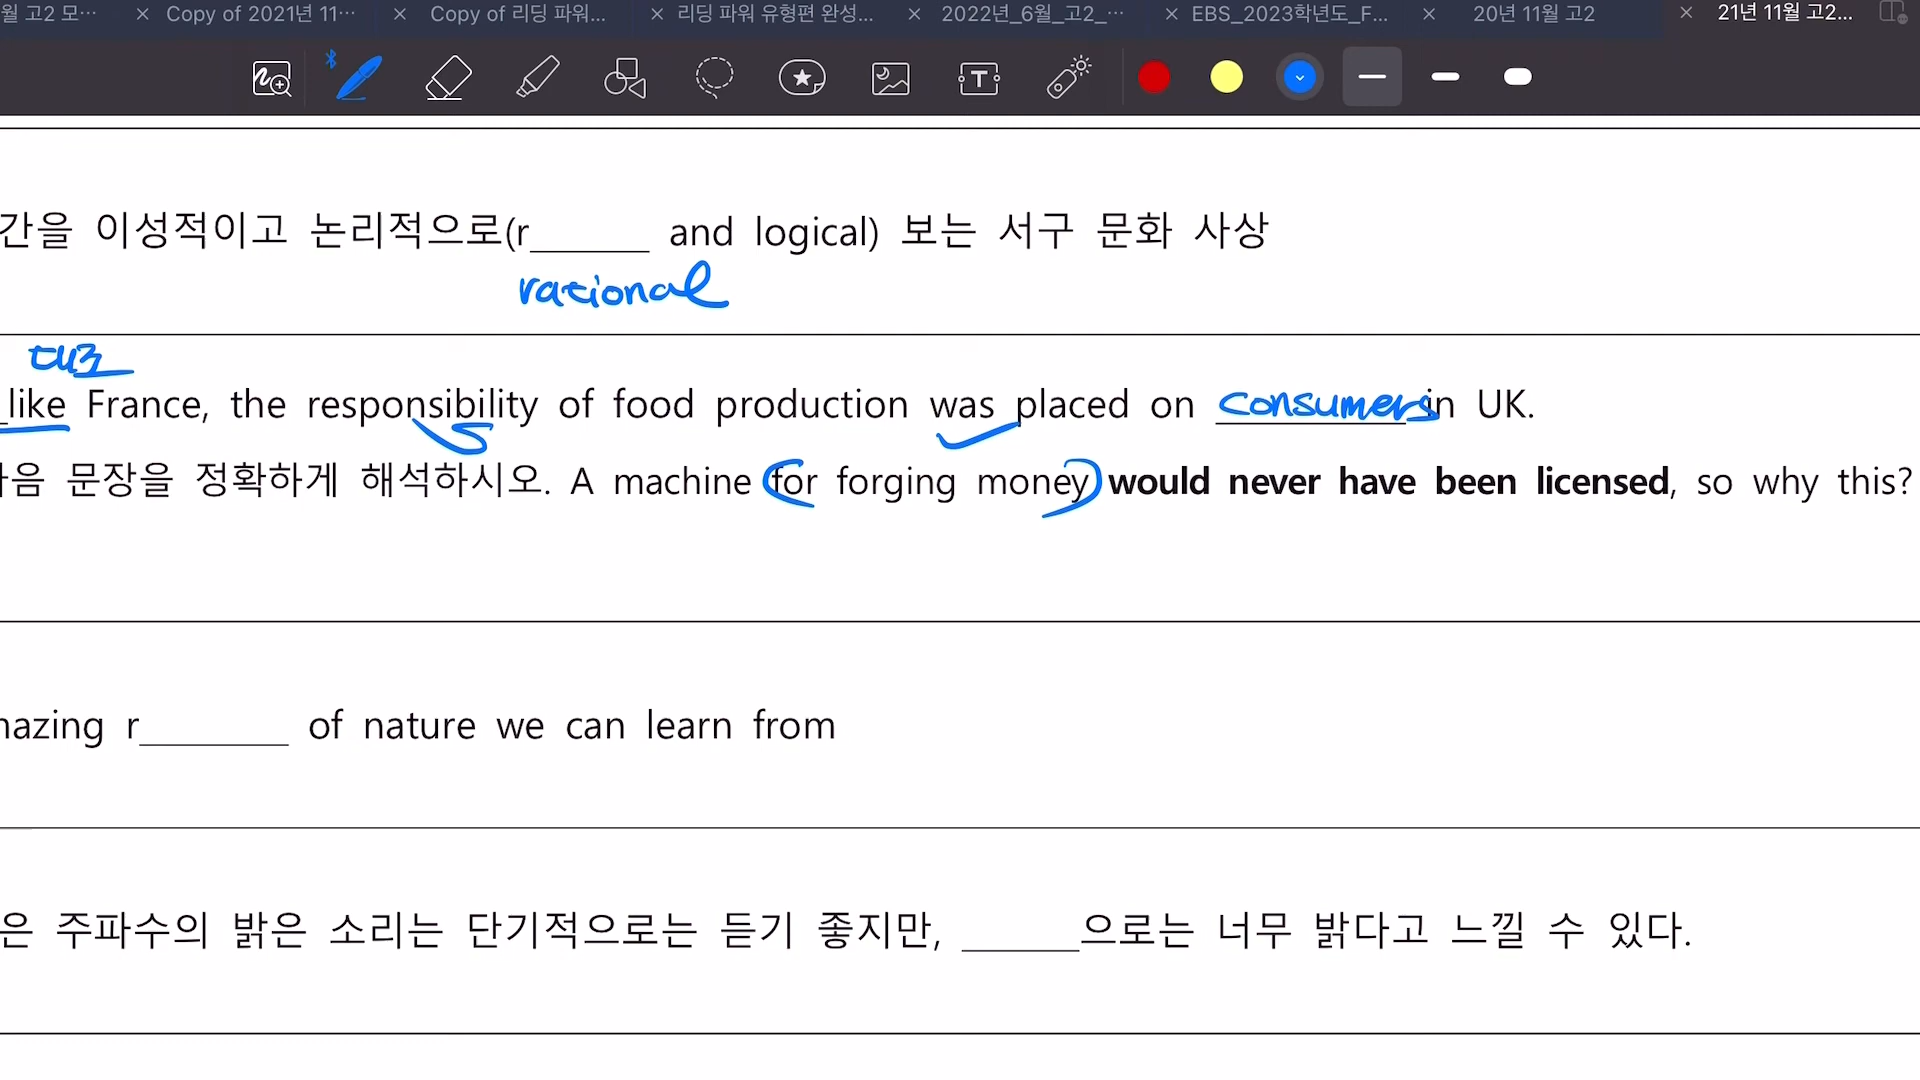 월 고2 모… × Copy of 2021년 11… × Copy of 리딩 파워… × 리딩 파워 유형편 완성… × 2022년_6월_고2_… × EBS_2023학년도_F… × 20년 11월 고2 × 21년 11월 고2…
간을 이성적이고 논리적으로(r______ and logical) 보는 서구 문화 사상
rational
대조
like France, the responsibility of food production was placed on consumers in UK.
음 문장을 정확하게 해석하시오. A machine (for forging money) would never have been licensed, so why this?
mazing r________ of nature we can learn from
은 주파수의 밝은 소리는 단기적으로는 듣기 좋지만, ______으로는 너무 밝다고 느낄 수 있다.